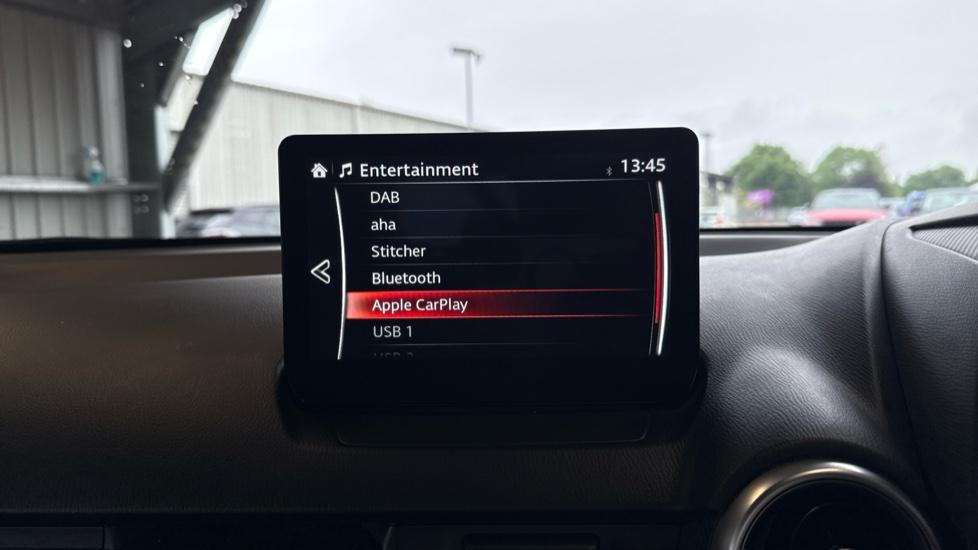 Entertainment 13:45
DAB
aha
Stitcher
Bluetooth
Apple CarPlay
USB 1